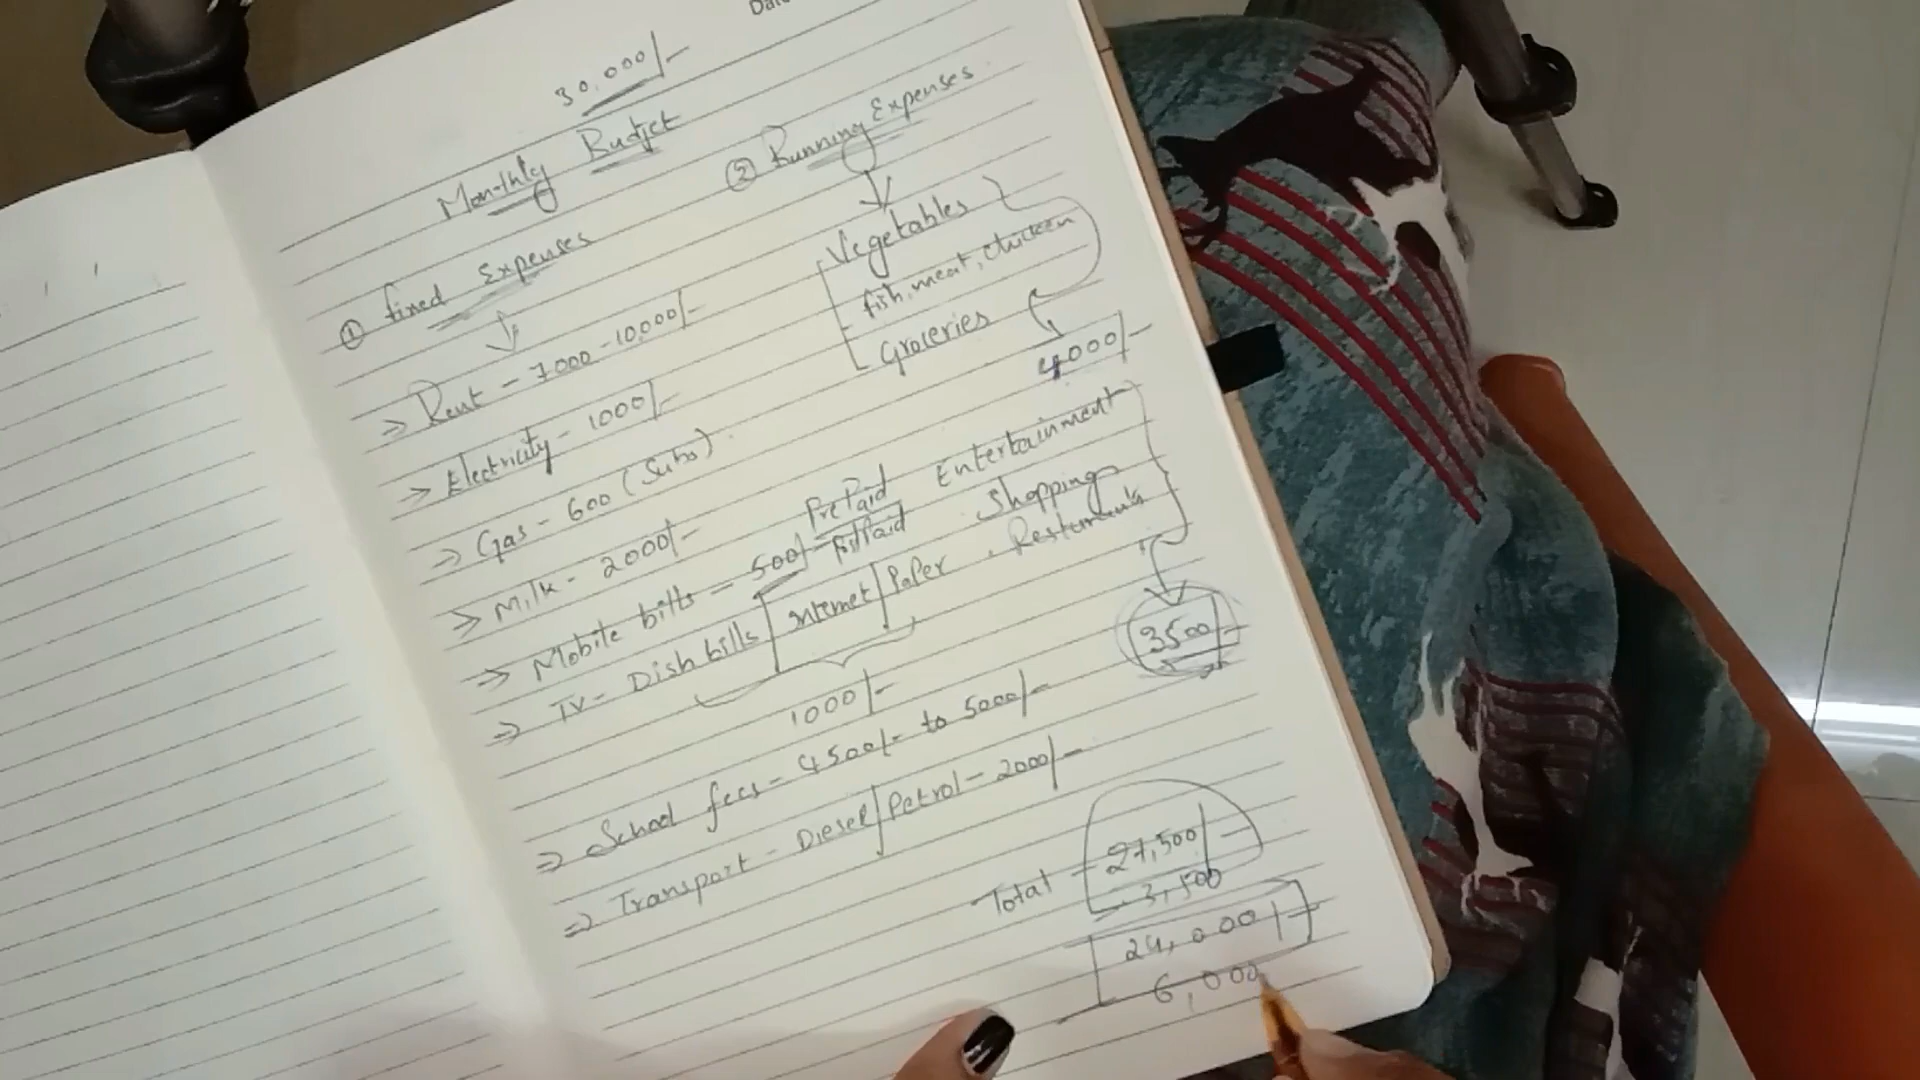 30,000/-
Monthly Budjet
① fixed Expenses
=> Rent - 7000 - 10,000/-
=> Electricity - 1000/-
=> Gas - 600 (Subs)
=> Milk - 2000/-
=> Mobile bills - 500/- PrePaid
PostPaid
=> TV - Dish bills | Internet | Paper
1000/-
=> School fees - 4500/- to 5000/-
=> Transport - Diesel | Petrol - 2000/-
② Running Expenses
Vegetables
fish, meat, chicken
Groceries
4000/-
Entertainment
Shopping
3500/-
Total - 27,500/-
- 3,500
24,000/-
6,000